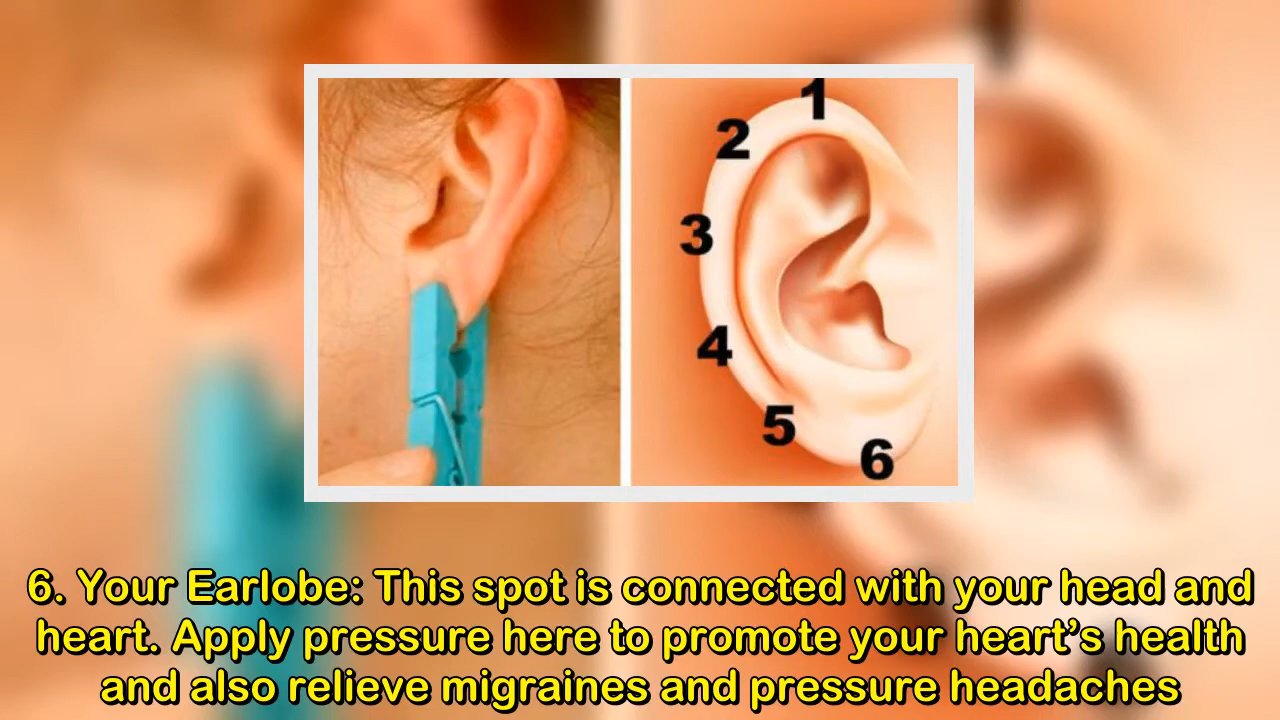 1
2
3
4
5
6
6. Your Earlobe: This spot is connected with your head and
heart. Apply pressure here to promote your heart’s health
and also relieve migraines and pressure headaches